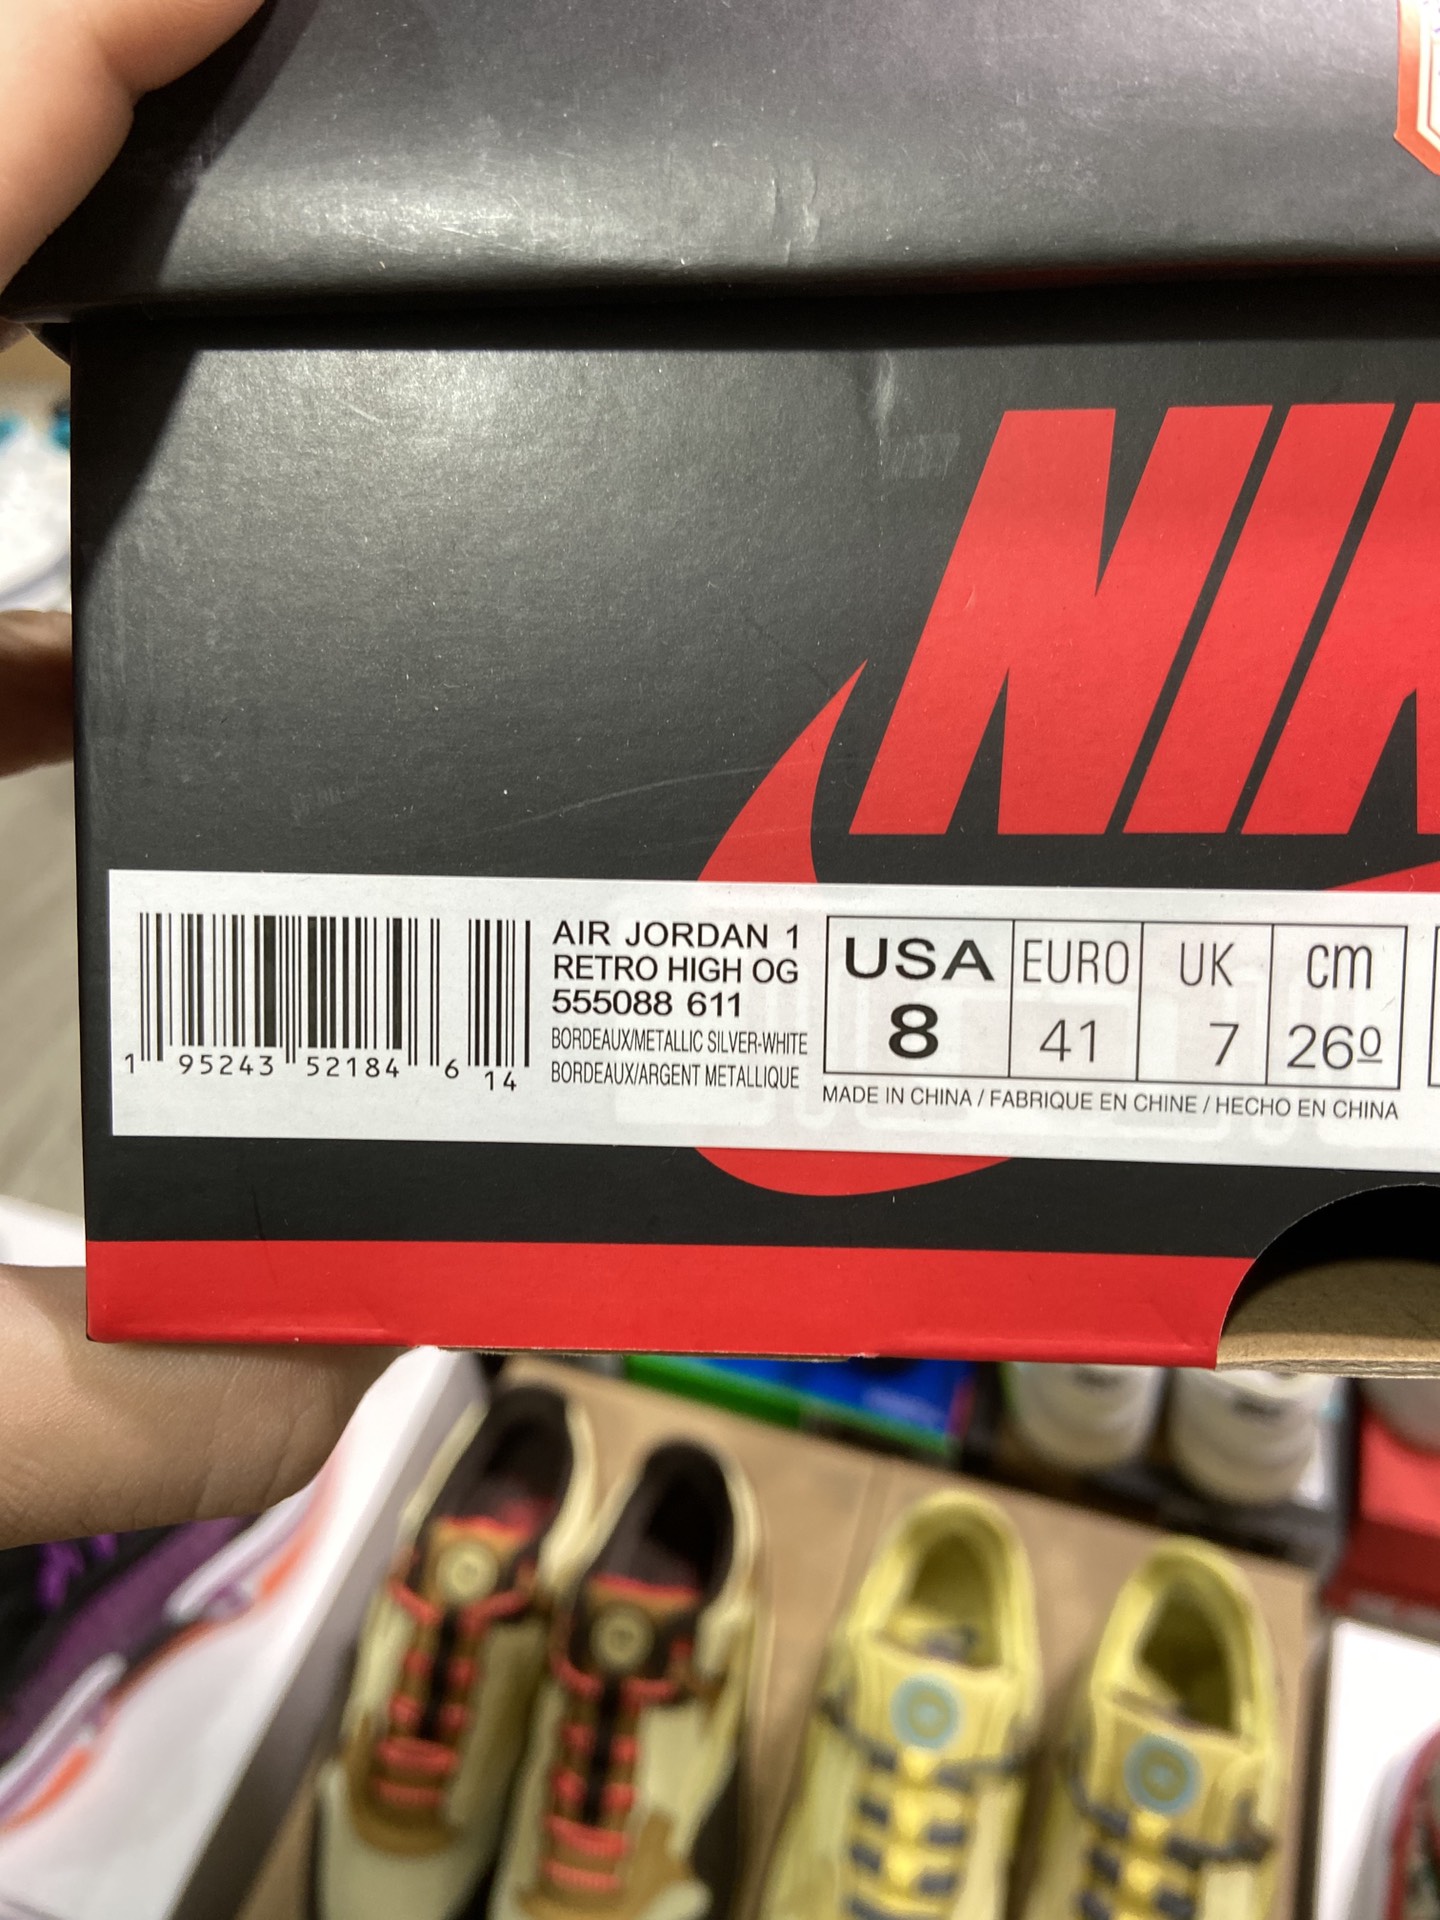 NIK
AIR JORDAN 1
RETRO HIGH OG
555088 611
BORDEAUX/METALLIC SILVER-WHITE
BORDEAUX/ARGENT METALLIQUE
1 95243 52184 6 14
USA EURO UK cm
8 41 7 26º
MADE IN CHINA / FABRIQUE EN CHINE / HECHO EN CHINA